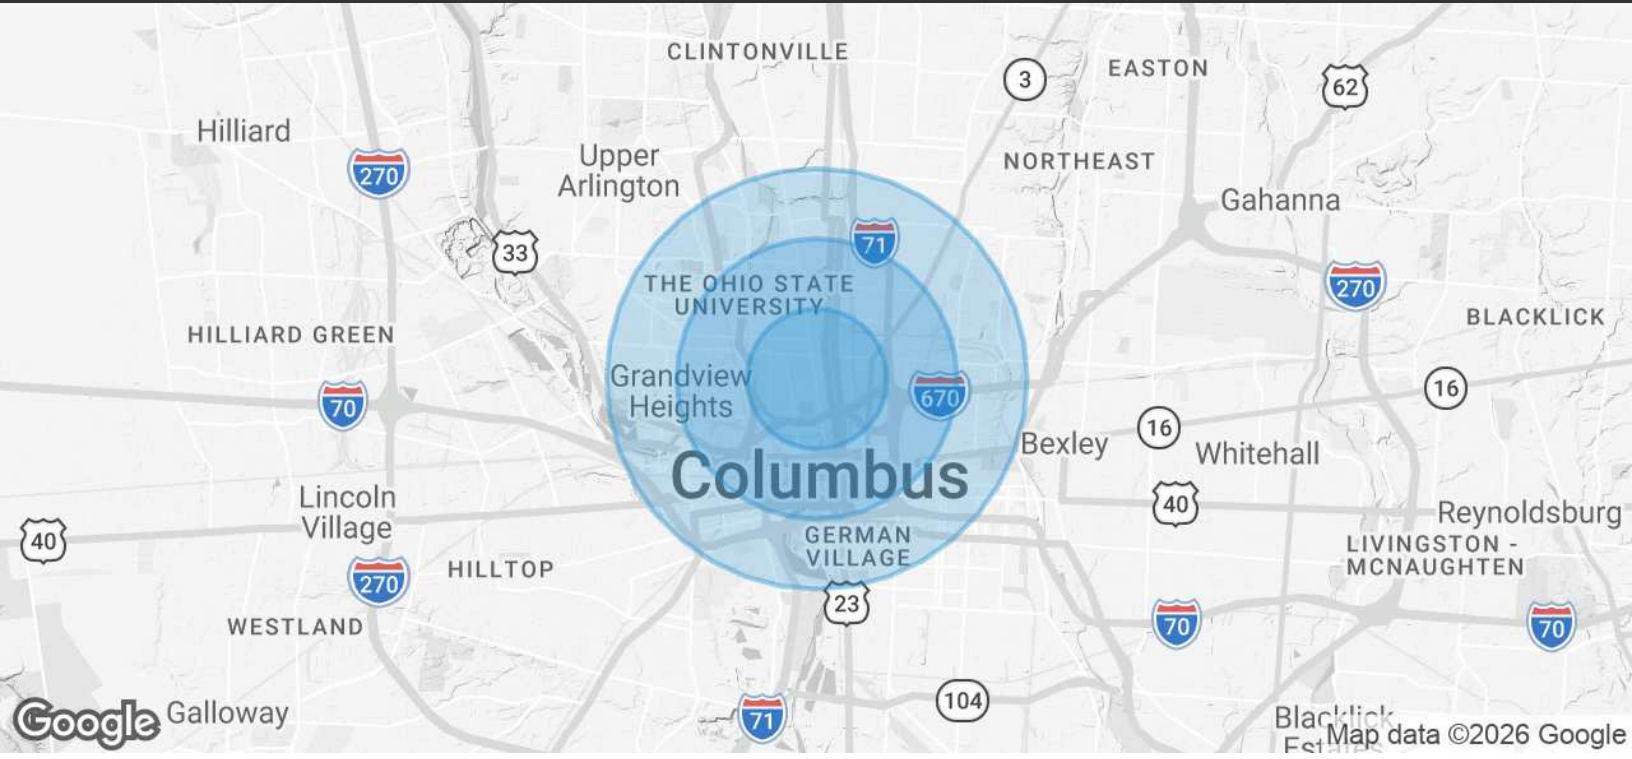 CLINTONVILLE
3
EASTON
62
Hilliard
270
Upper
Arlington
NORTHEAST
Gahanna
33
71
THE OHIO STATE
UNIVERSITY
270
HILLIARD GREEN
BLACKLICK
Grandview
Heights
70
670
16
16
Bexley
Whitehall
Columbus
Lincoln
Village
40
40
Reynoldsburg
GERMAN
VILLAGE
LIVINGSTON -
MCNAUGHTEN
HILLTOP
270
23
WESTLAND
70
70
104
71
Google
Galloway
Blacklick
Estates
Map data ©2026 Google